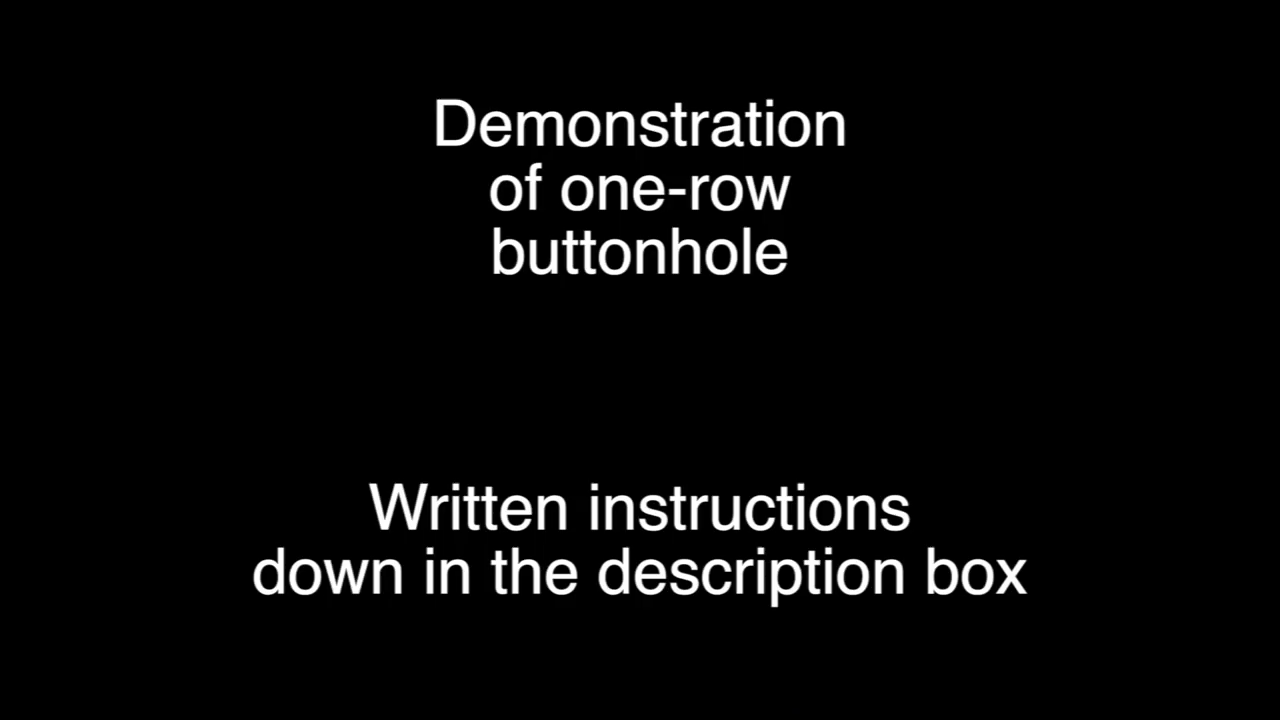 Demonstration
of one-row
buttonhole
Written instructions
down in the description box